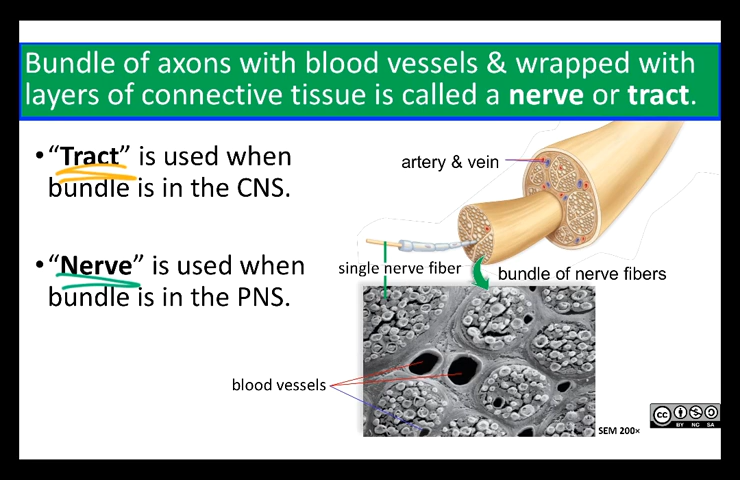 Bundle of axons with blood vessels & wrapped with
layers of connective tissue is called a nerve or tract.
•“Tract” is used when
bundle is in the CNS.
•“Nerve” is used when
bundle is in the PNS.
artery & vein
single nerve fiber
bundle of nerve fibers
blood vessels
SEM 200×
cc
BY NC SA